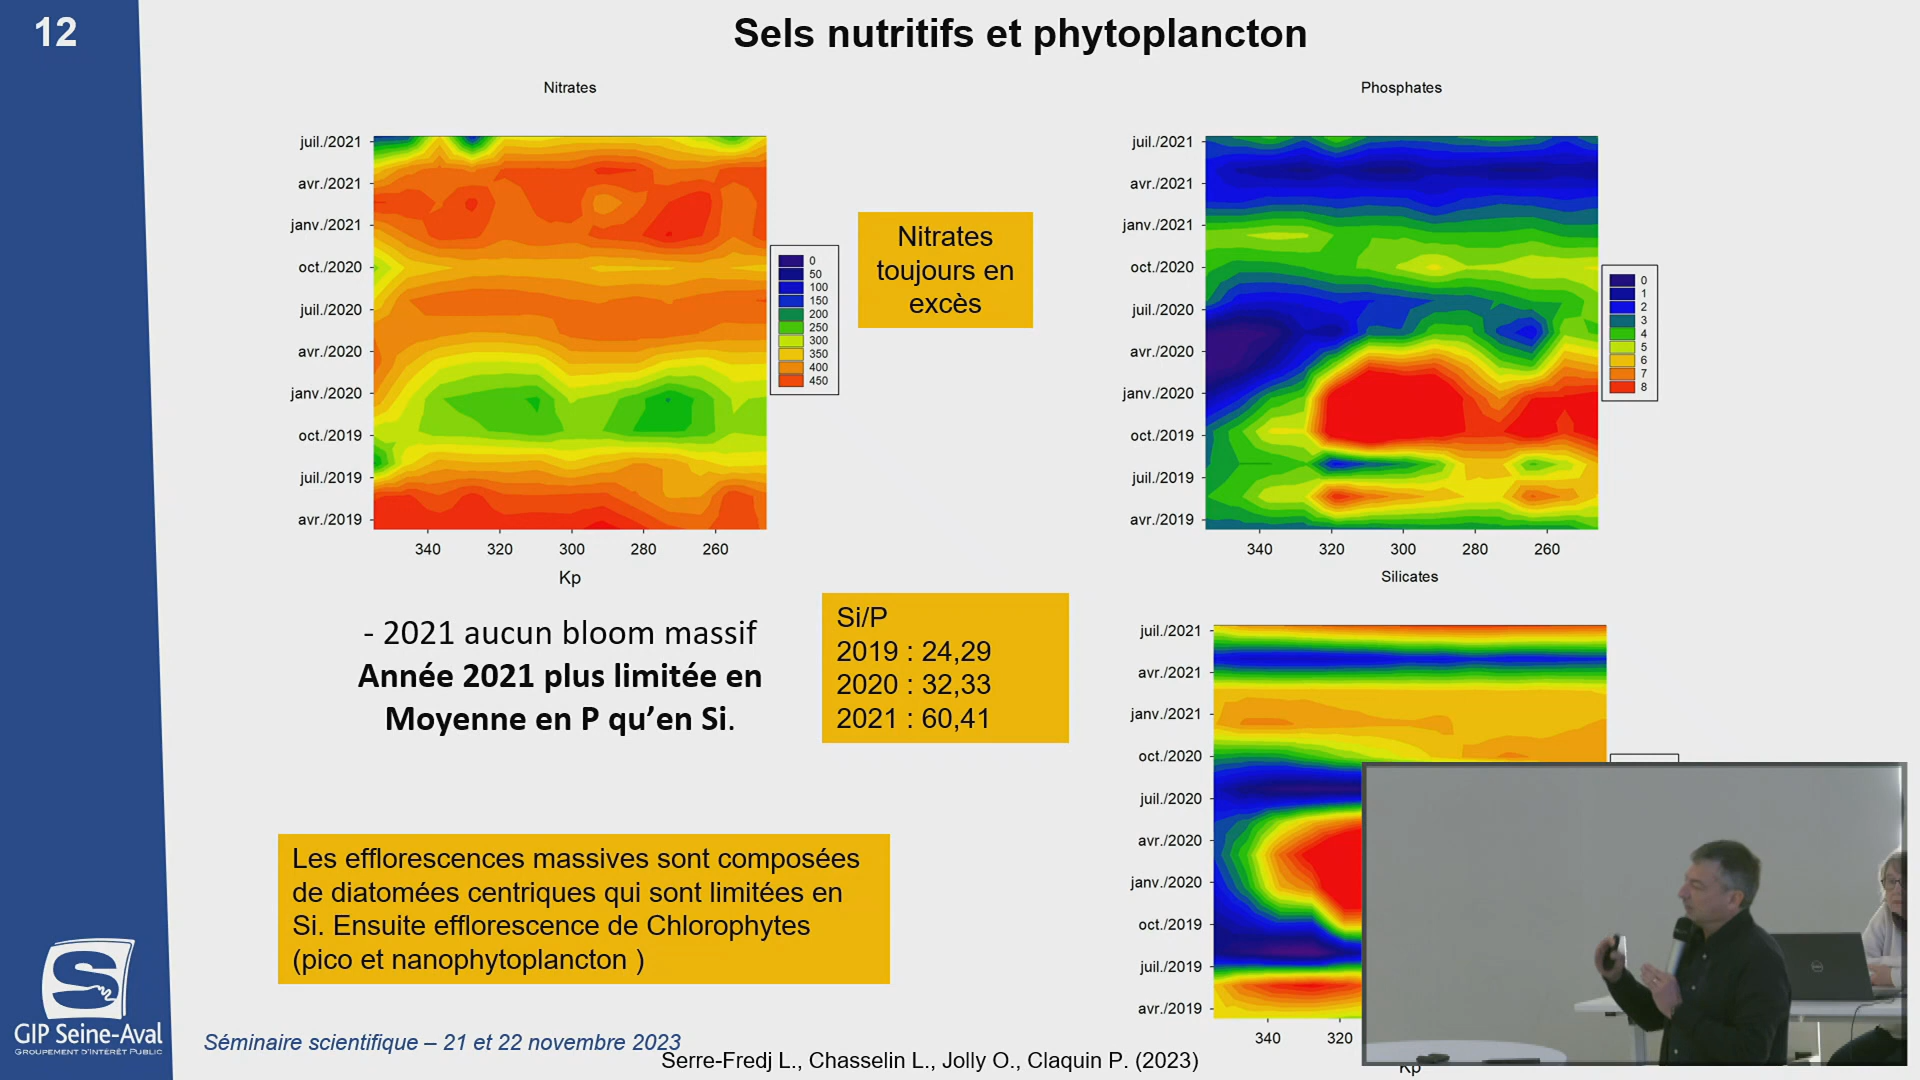 12
Sels nutritifs et phytoplancton
Nitrates
juil./2021
avr./2021
janv./2021
oct./2020
juil./2020
avr./2020
janv./2020
oct./2019
juil./2019
avr./2019
340 320 300 280 260
Kp
0
50
100
150
200
250
300
350
400
450
Nitrates
toujours en
excès
Phosphates
juil./2021
avr./2021
janv./2021
oct./2020
juil./2020
avr./2020
janv./2020
oct./2019
juil./2019
avr./2019
340 320 300 280 260
0
1
2
3
4
5
6
7
8
- 2021 aucun bloom massif
Année 2021 plus limitée en
Moyenne en P qu’en Si.
Si/P
2019 : 24,29
2020 : 32,33
2021 : 60,41
Silicates
juil./2021
avr./2021
janv./2021
oct./2020
juil./2020
avr./2020
janv./2020
oct./2019
juil./2019
avr./2019
340 320
Kp
Les efflorescences massives sont composées
de diatomées centriques qui sont limitées en
Si. Ensuite efflorescence de Chlorophytes
(pico et nanophytoplancton )
GIP Seine-Aval
GROUPEMENT D'INTÉRÊT PUBLIC
Séminaire scientifique – 21 et 22 novembre 2023
Serre-Fredj L., Chasselin L., Jolly O., Claquin P. (2023)